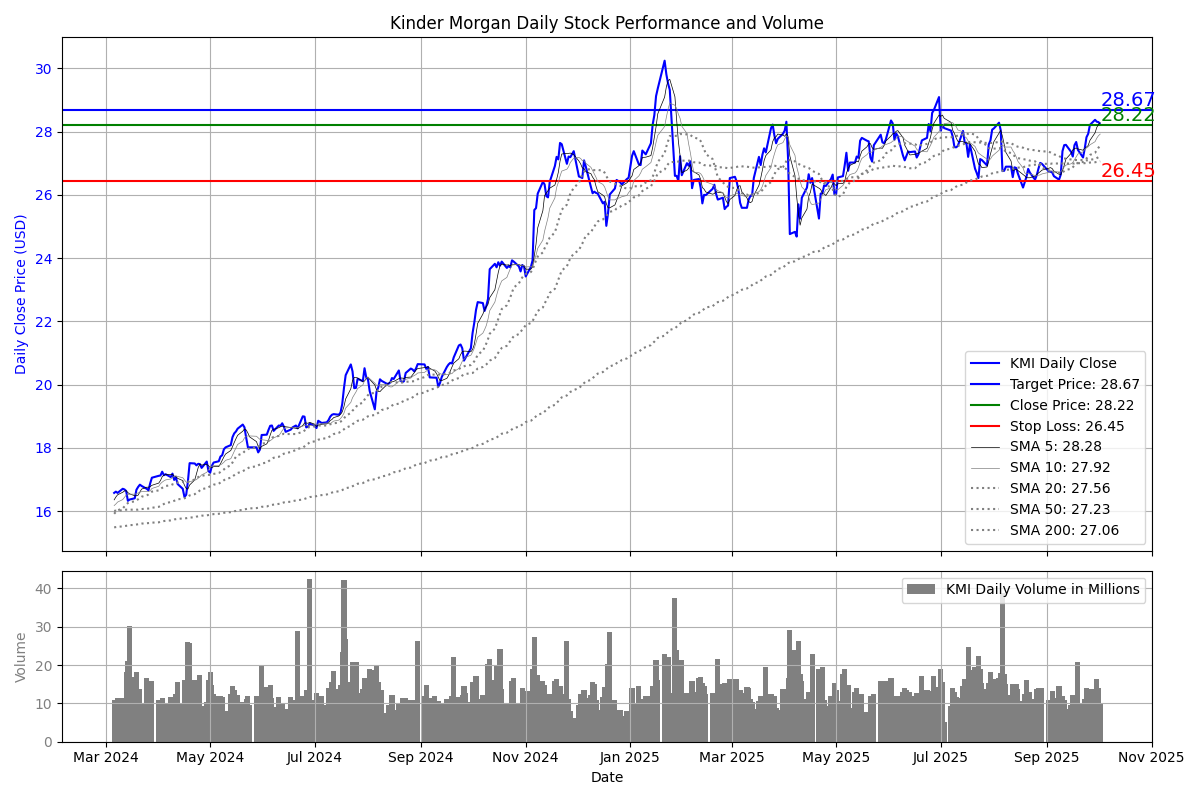 Kinder Morgan Daily Stock Performance and Volume
Daily Close Price (USD)
30
28
26
24
22
20
18
16
28.67
28.22
26.45
KMI Daily Close
Target Price: 28.67
Close Price: 28.22
Stop Loss: 26.45
SMA 5: 28.28
SMA 10: 27.92
SMA 20: 27.56
SMA 50: 27.23
SMA 200: 27.06
Volume
40
30
20
10
0
KMI Daily Volume in Millions
Mar 2024 May 2024 Jul 2024 Sep 2024 Nov 2024 Jan 2025 Mar 2025 May 2025 Jul 2025 Sep 2025 Nov 2025
Date